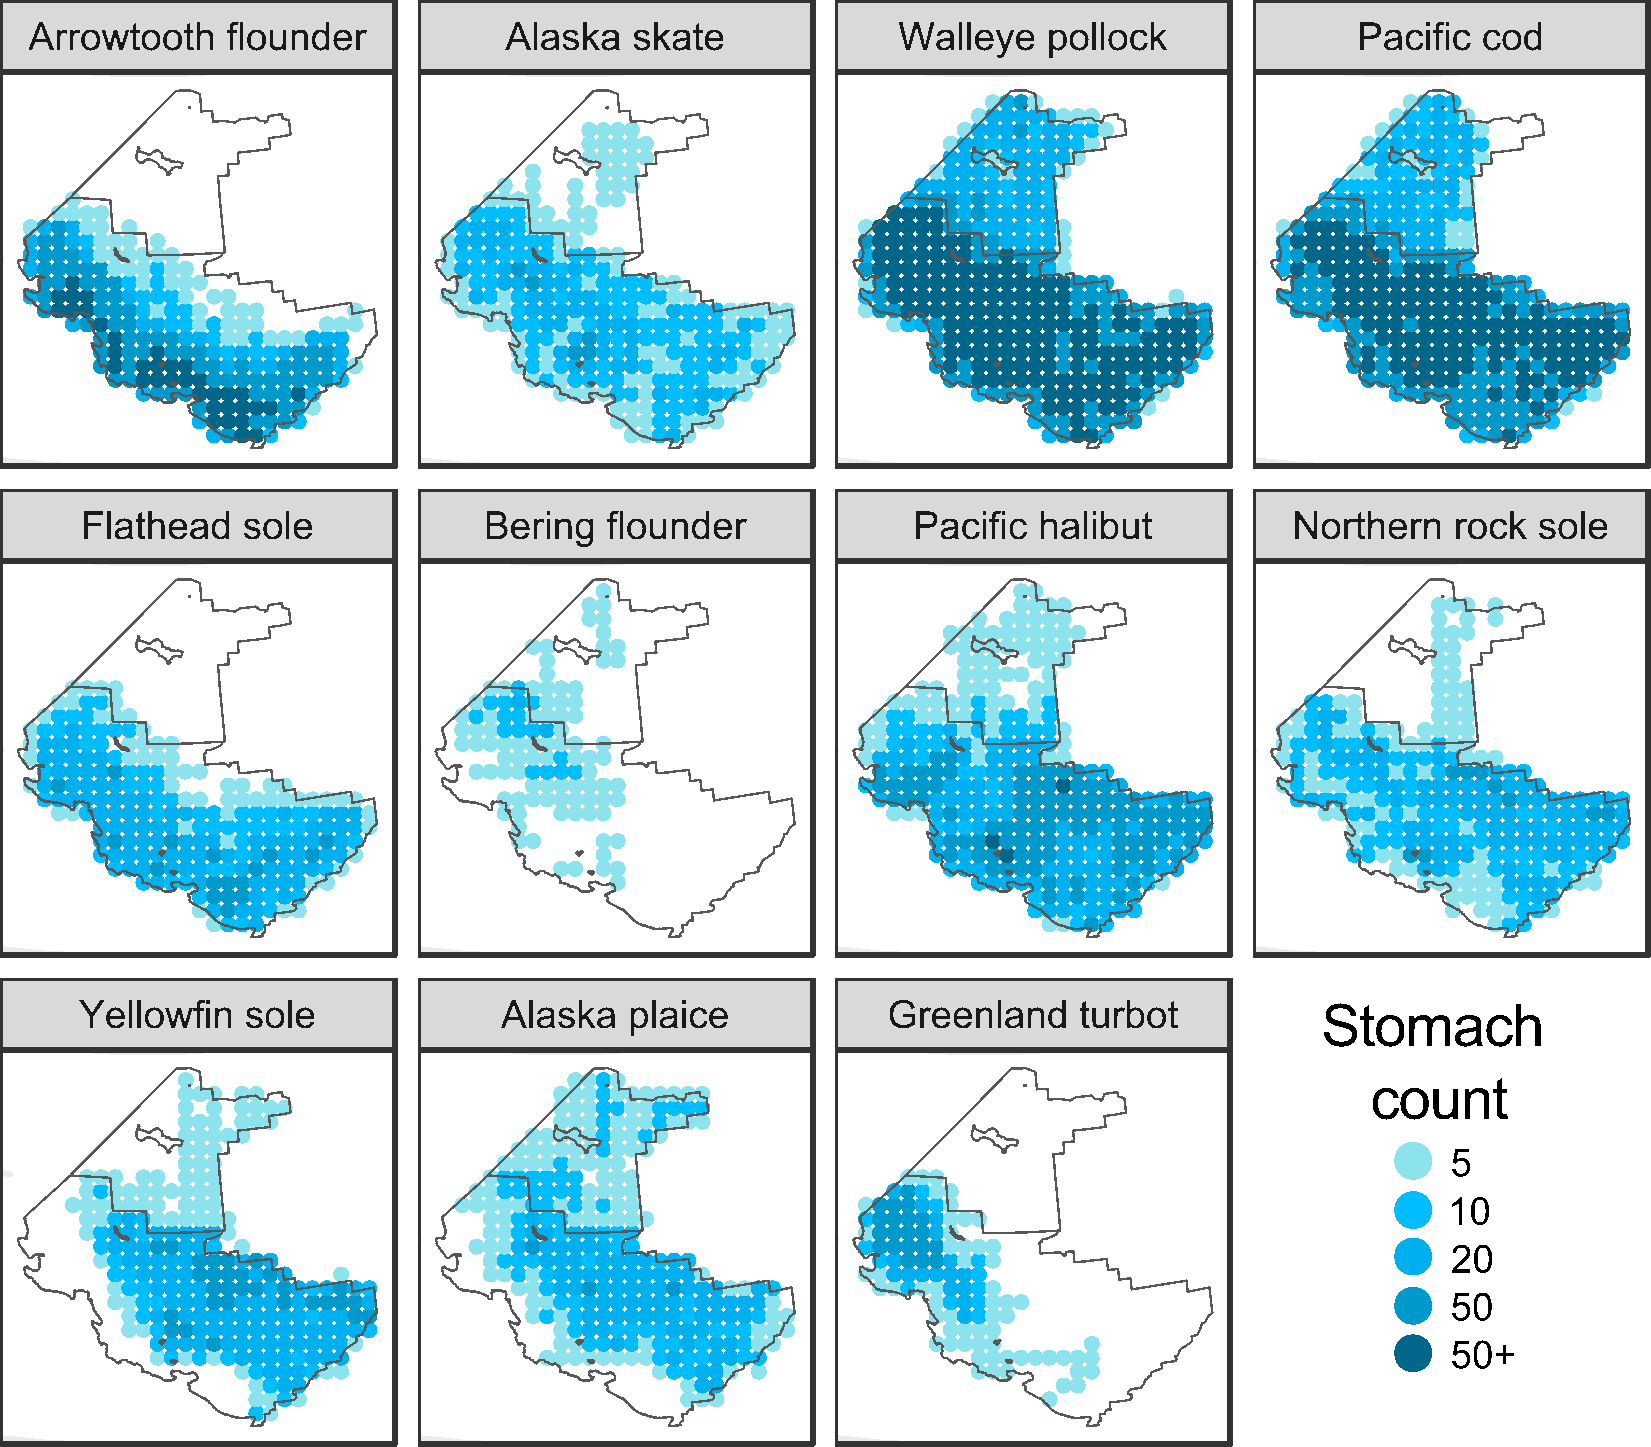 Arrowtooth flounder
Alaska skate
Walleye pollock
Pacific cod
Flathead sole
Bering flounder
Pacific halibut
Northern rock sole
Yellowfin sole
Alaska plaice
Greenland turbot
Stomach
count
5
10
20
50
50+